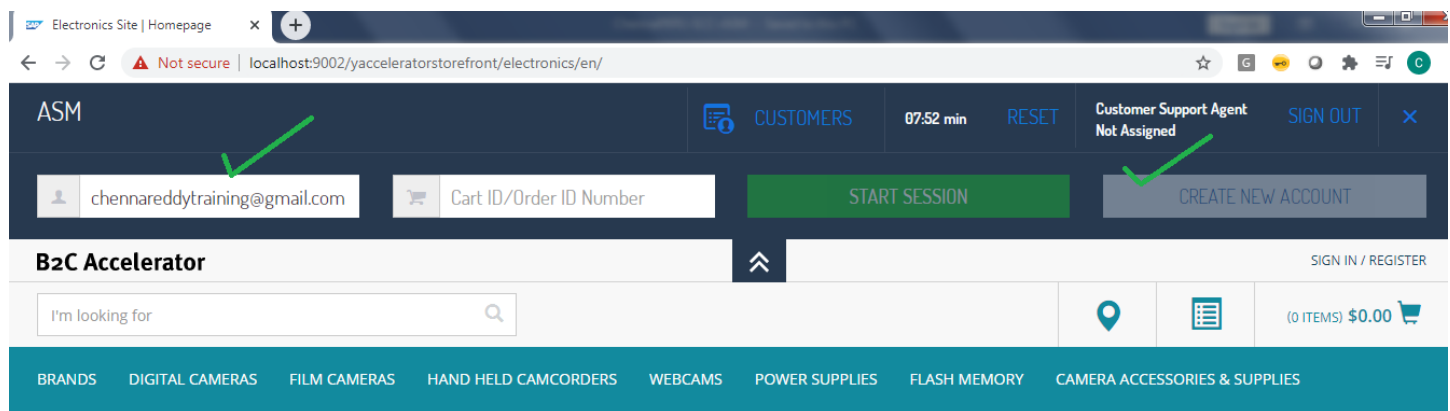 SAP Electronics Site | Homepage
Not secure | localhost:9002/yacceleratorstorefront/electronics/en/
G
C
ASM
CUSTOMERS
07:52 min
RESET
Customer Support Agent
Not Assigned
SIGN OUT
chennareddytraining@gmail.com
Cart ID/Order ID Number
START SESSION
CREATE NEW ACCOUNT
B2C Accelerator
SIGN IN / REGISTER
I'm looking for
(0 ITEMS) $0.00
BRANDS DIGITAL CAMERAS FILM CAMERAS HAND HELD CAMCORDERS WEBCAMS POWER SUPPLIES FLASH MEMORY CAMERA ACCESSORIES & SUPPLIES